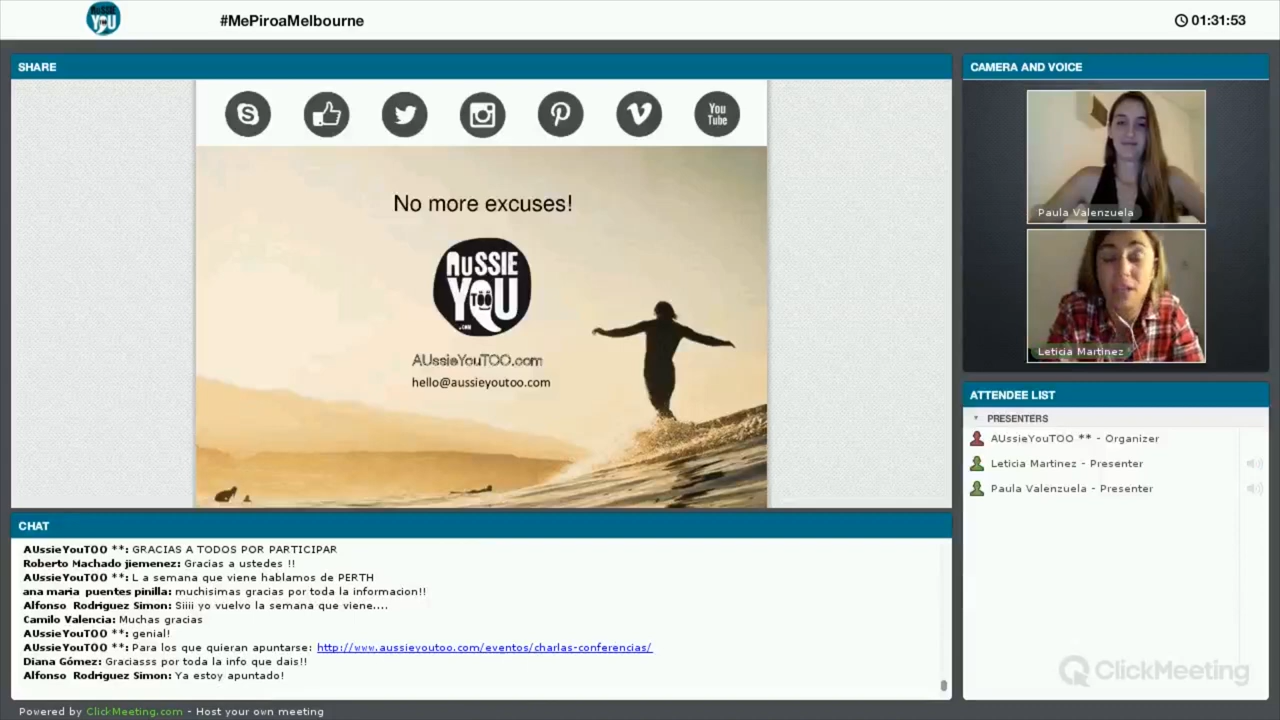 AUSSIE YOU TOO
#MePiroaMelbourne
01:31:53
SHARE
You Tube
No more excuses!
AUSSIE
YOU
TOO
.COM
AUssieYouTOO.com
hello@aussieyoutoo.com
CAMERA AND VOICE
Paula Valenzuela
Leticia Martinez
ATTENDEE LIST
PRESENTERS
AUssieYouTOO ** - Organizer
Leticia Martinez - Presenter
Paula Valenzuela - Presenter
ClickMeeting
CHAT
AUssieYouTOO **: GRACIAS A TODOS POR PARTICIPAR
Roberto Machado jiemenez: Gracias a ustedes !!
AUssieYouTOO **: L a semana que viene hablamos de PERTH
ana maria puentes pinilla: muchisimas gracias por toda la informacion!!
Alfonso Rodriguez Simon: Siiii yo vuelvo la semana que viene....
Camilo Valencia: Muchas gracias
AUssieYouTOO **: genial!
AUssieYouTOO **: Para los que quieran apuntarse: http://www.aussieyoutoo.com/eventos/charlas-conferencias/
Diana Gómez: Graciasss por toda la info que dais!!
Alfonso Rodriguez Simon: Ya estoy apuntado!
Powered by ClickMeeting.com - Host your own meeting